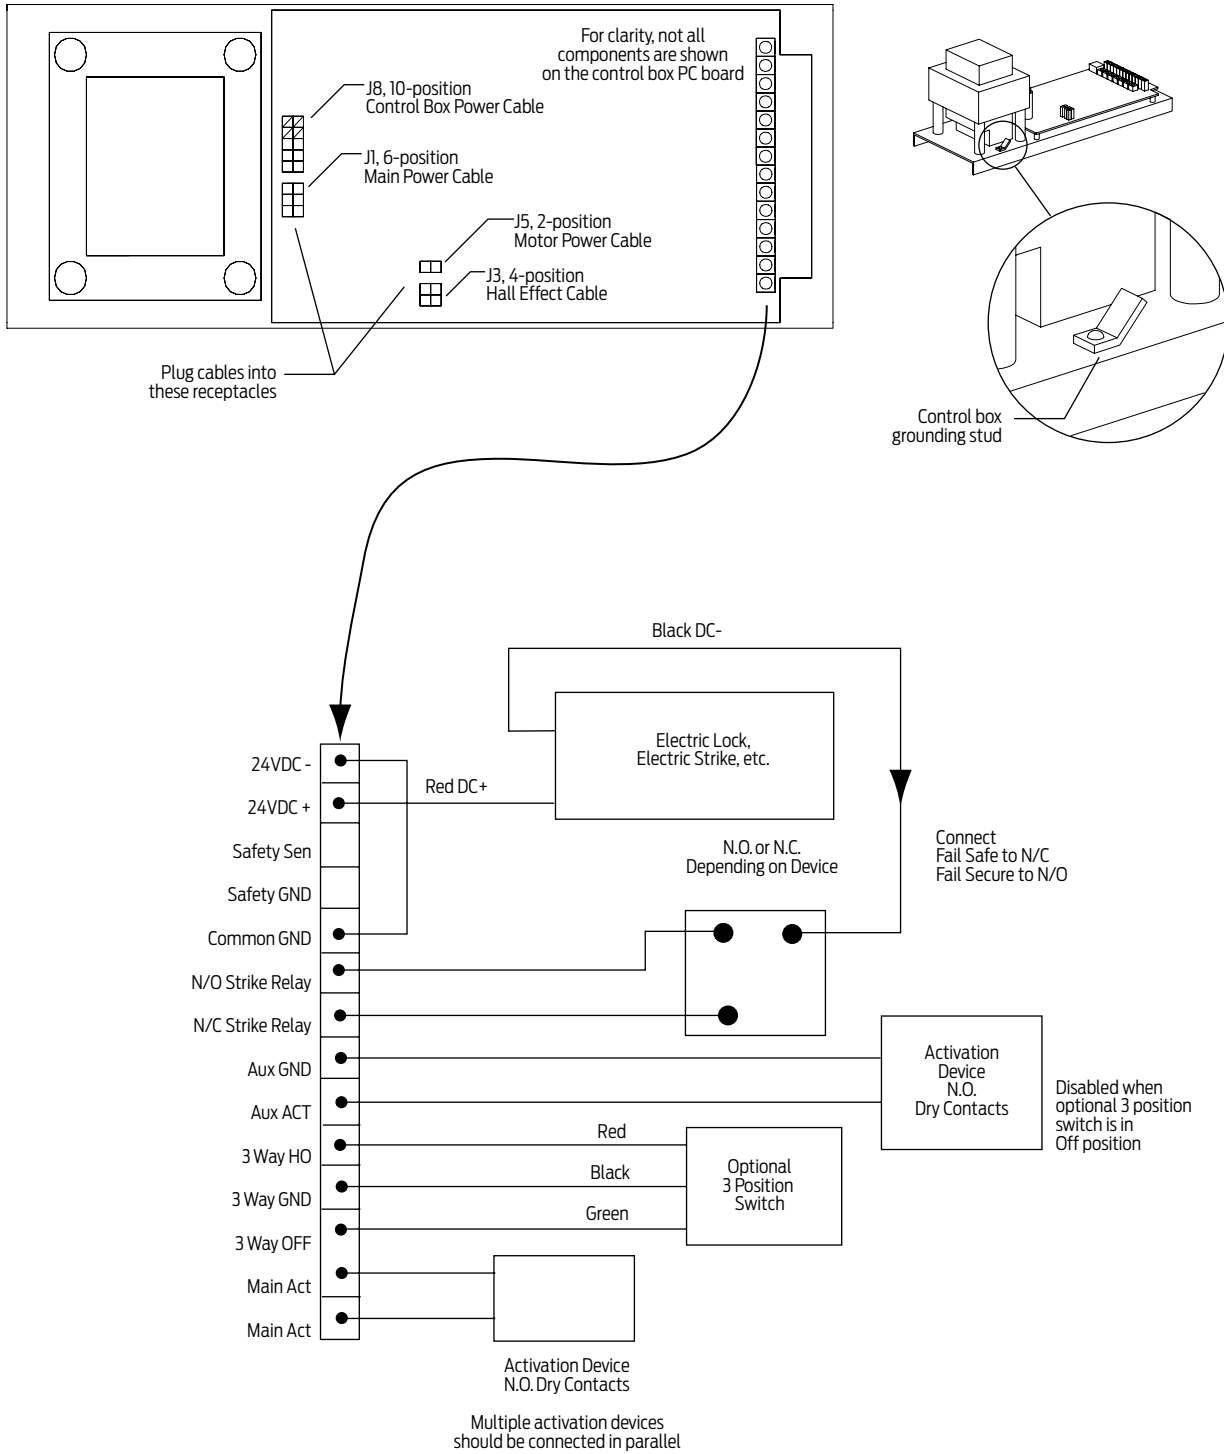 For clarity, not all
components are shown
on the control box PC board
J8, 10-position
Control Box Power Cable
J1, 6-position
Main Power Cable
J5, 2-position
Motor Power Cable
J3, 4-position
Hall Effect Cable
Plug cables into
these receptacles
Control box
grounding stud
Black DC-
Electric Lock,
Electric Strike, etc.
Red DC+
N.O. or N.C.
Depending on Device
Connect
Fail Safe to N/C
Fail Secure to N/O
24VDC -
24VDC +
Safety Sen
Safety GND
Common GND
N/O Strike Relay
N/C Strike Relay
Aux GND
Aux ACT
3 Way HO
3 Way GND
3 Way OFF
Main Act
Main Act
Activation
Device
N.O.
Dry Contacts
Disabled when
optional 3 position
switch is in
Off position
Red
Black
Green
Optional
3 Position
Switch
Activation Device
N.O. Dry Contacts
Multiple activation devices
should be connected in parallel